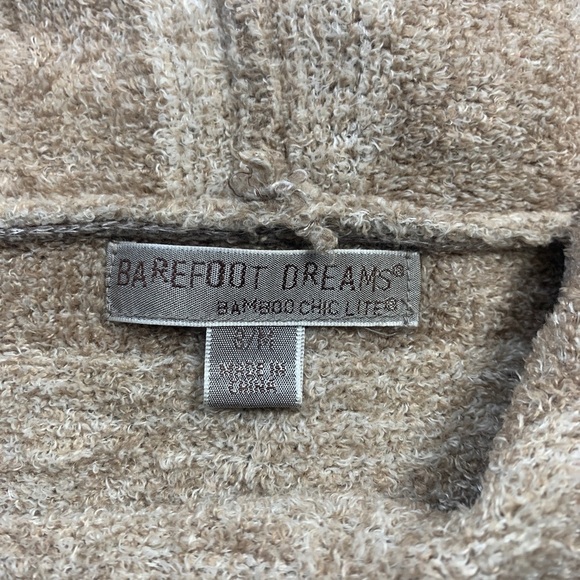 BAREFOOT DREAMS®
BAMBOO CHIC LITE®
S/M
MADE IN
CHINA